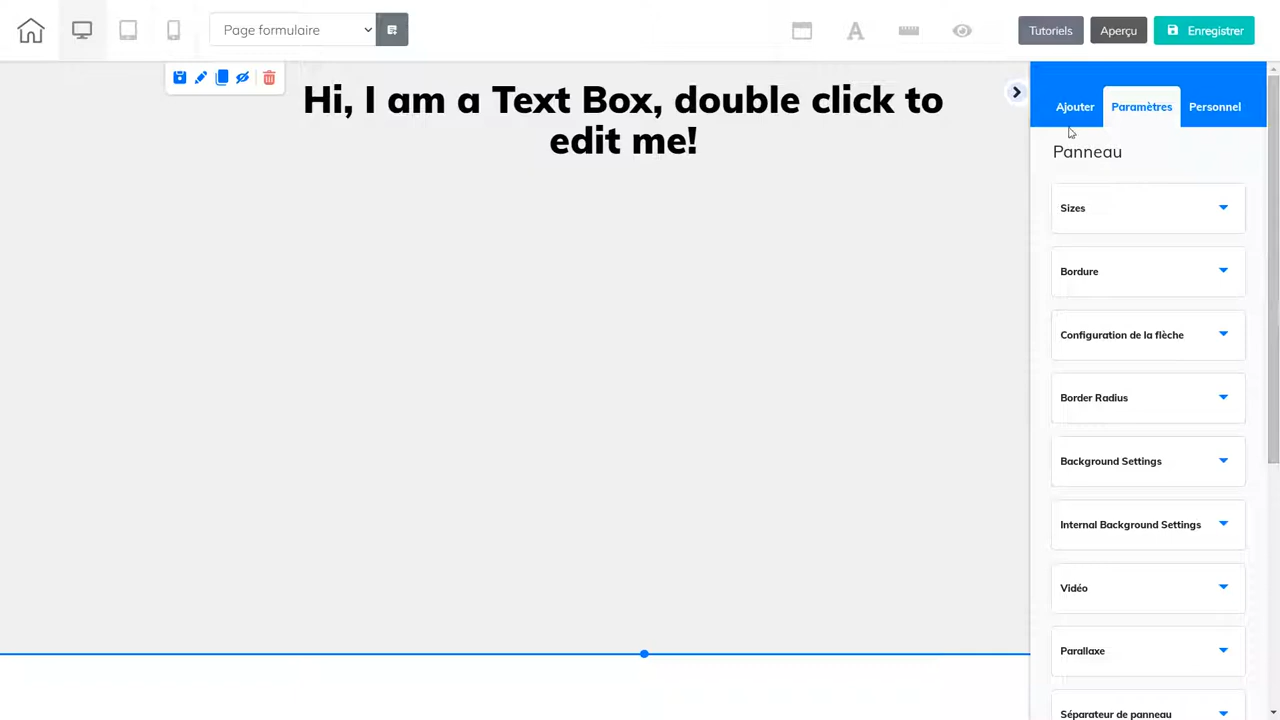 Page formulaire
Tutoriels
Aperçu
Enregistrer
Hi, I am a Text Box, double click to
edit me!
Ajouter
Paramètres
Personnel
Panneau
Sizes
Bordure
Configuration de la flèche
Border Radius
Background Settings
Internal Background Settings
Vidéo
Parallaxe
Séparateur de panneau